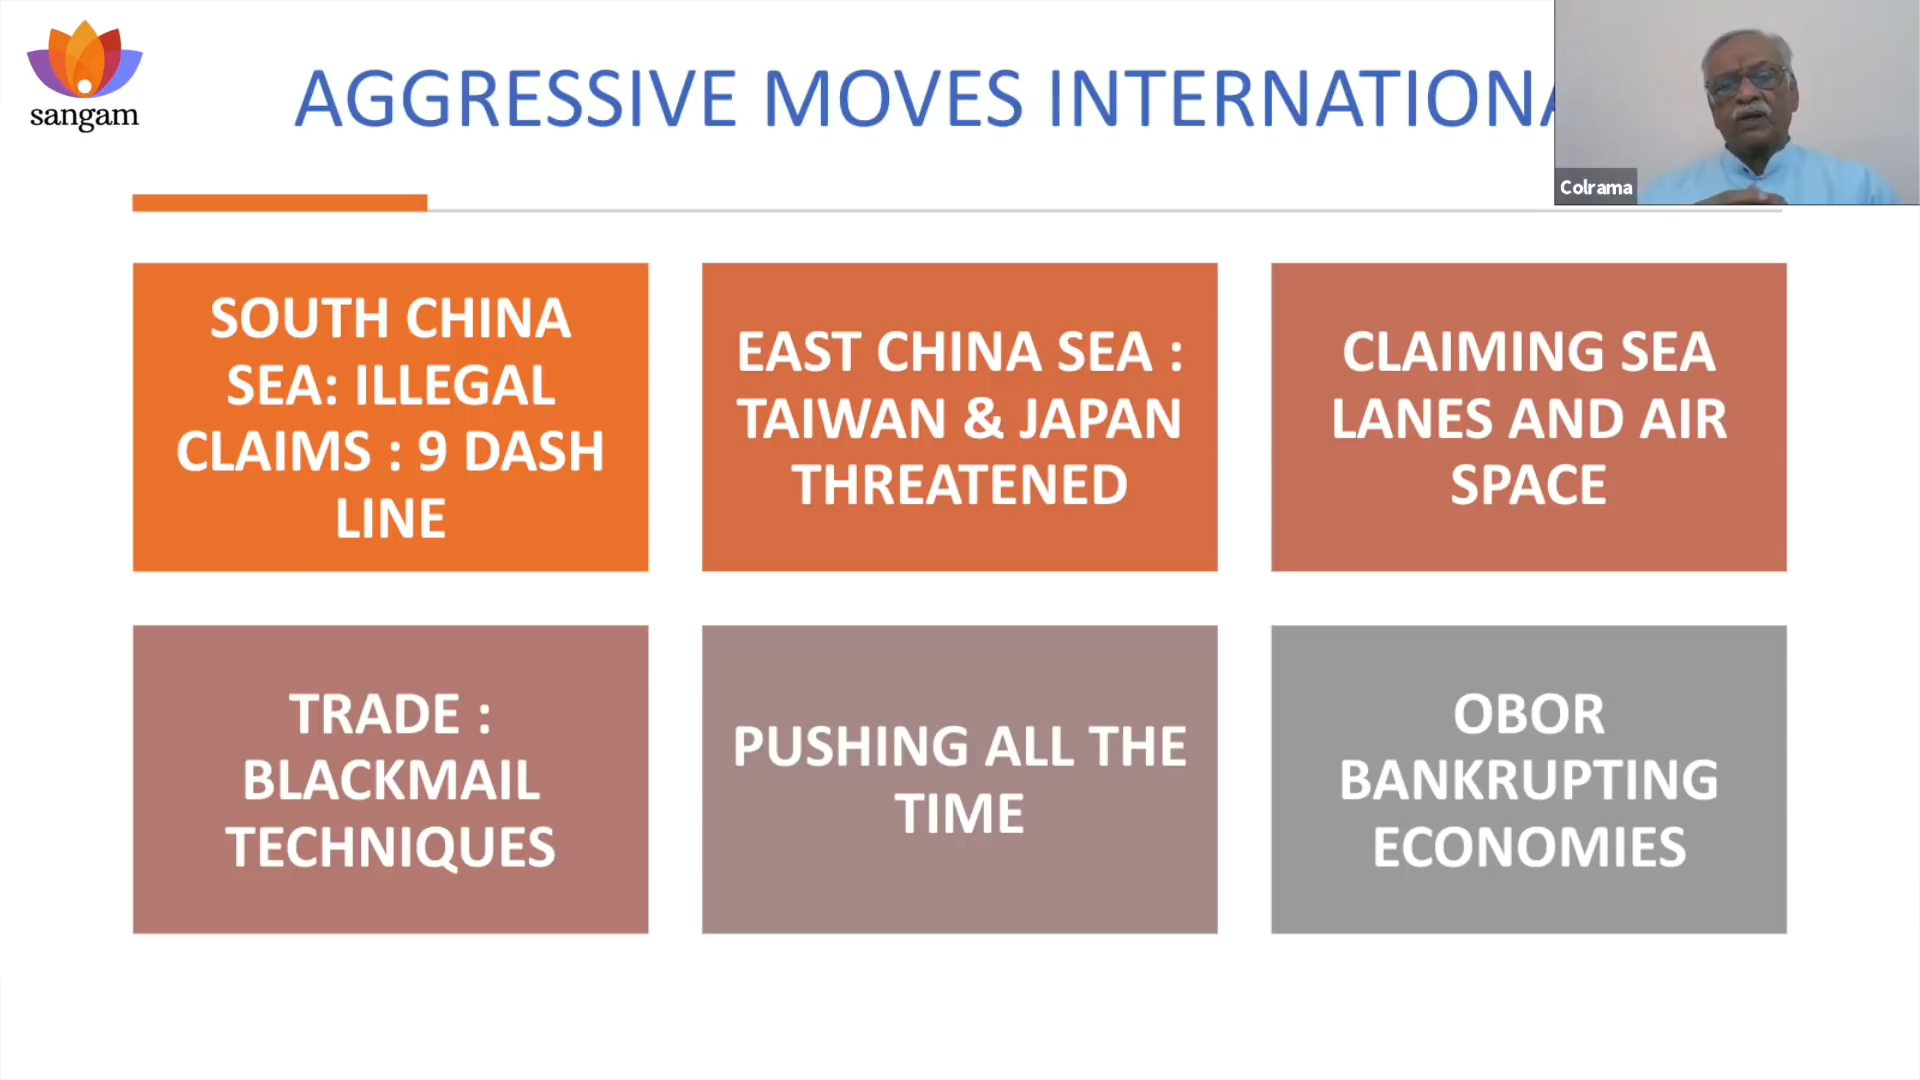 sangam
AGGRESSIVE MOVES INTERNATIONA
Colrama
SOUTH CHINA
SEA: ILLEGAL
CLAIMS : 9 DASH
LINE
EAST CHINA SEA :
TAIWAN & JAPAN
THREATENED
CLAIMING SEA
LANES AND AIR
SPACE
TRADE :
BLACKMAIL
TECHNIQUES
PUSHING ALL THE
TIME
OBOR
BANKRUPTING
ECONOMIES